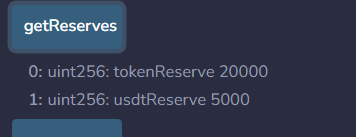 getReserves
0: uint256: tokenReserve 20000
1: uint256: usdtReserve 5000